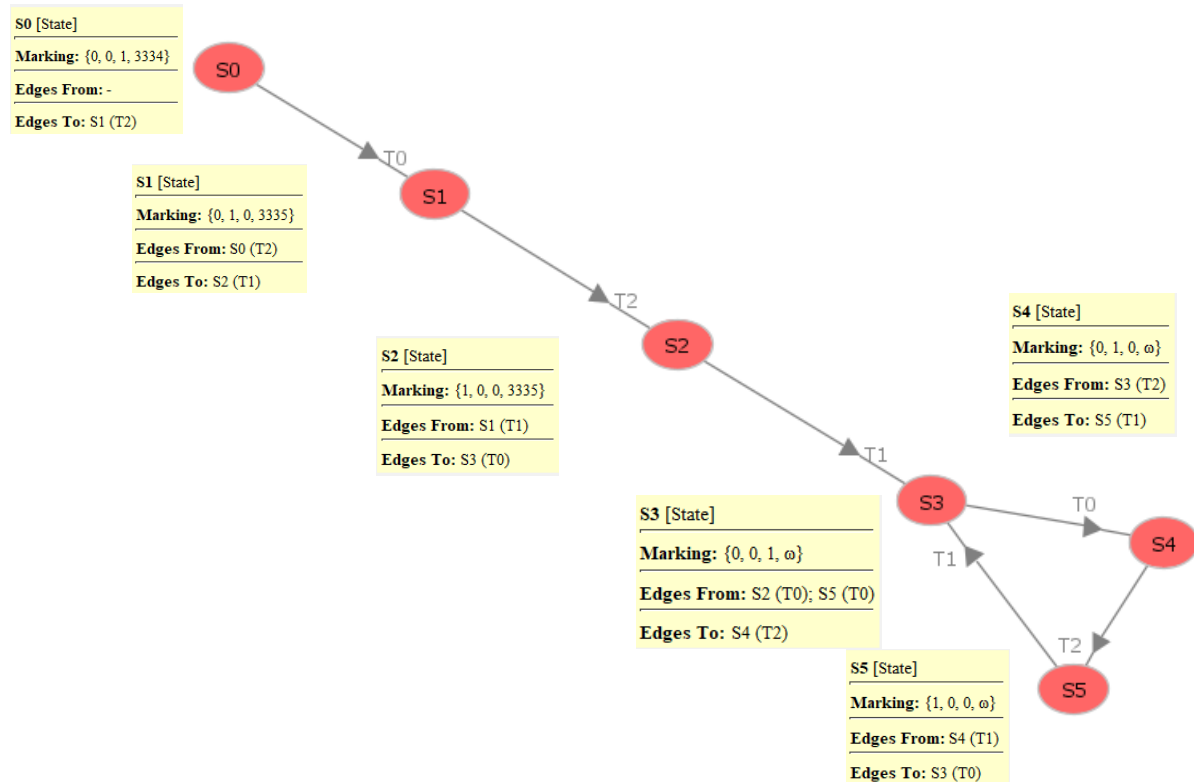 S0 [State]
Marking: {0, 0, 1, 3334}
Edges From: -
Edges To: S1 (T2)
S0
T0
S1 [State]
Marking: {0, 1, 0, 3335}
Edges From: S0 (T2)
Edges To: S2 (T1)
S1
T2
S2 [State]
Marking: {1, 0, 0, 3335}
Edges From: S1 (T1)
Edges To: S3 (T0)
S2
T1
S4 [State]
Marking: {0, 1, 0, ω}
Edges From: S3 (T2)
Edges To: S5 (T1)
S3
T0
S4
T1
T2
S5
S3 [State]
Marking: {0, 0, 1, ω}
Edges From: S2 (T0); S5 (T0)
Edges To: S4 (T2)
S5 [State]
Marking: {1, 0, 0, ω}
Edges From: S4 (T1)
Edges To: S3 (T0)